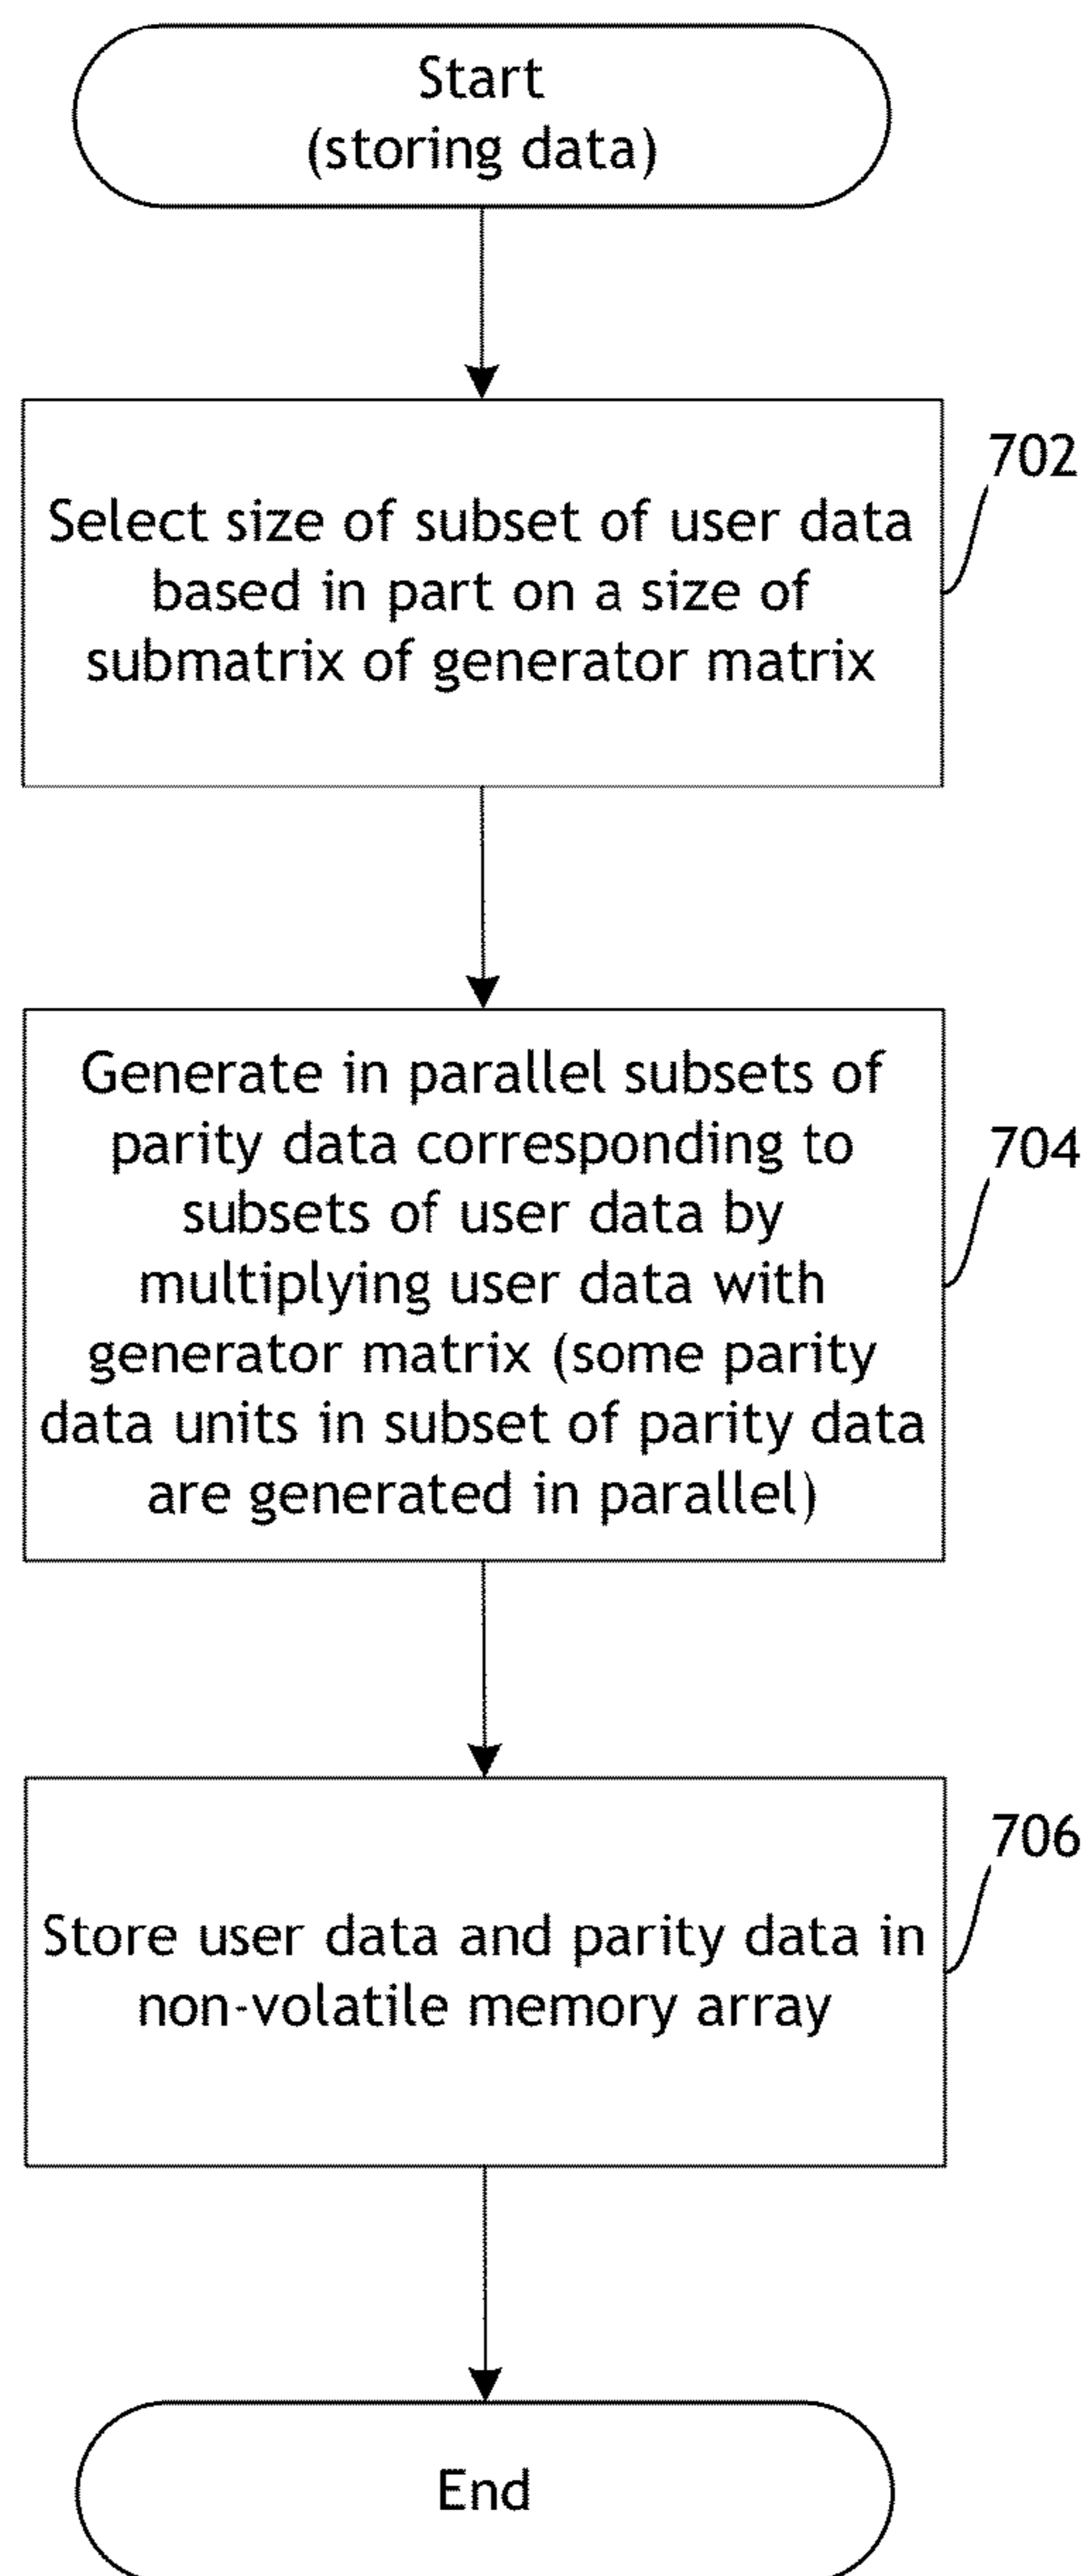 Start
(storing data)
702
Select size of subset of user data
based in part on a size of
submatrix of generator matrix
Generate in parallel subsets of
parity data corresponding to
704
subsets of user data by
multiplying user data with
generator matrix (some parity
data units in subset of parity data
are generated in parallel)
706
Store user data and parity data in
non-volatile memory array
End